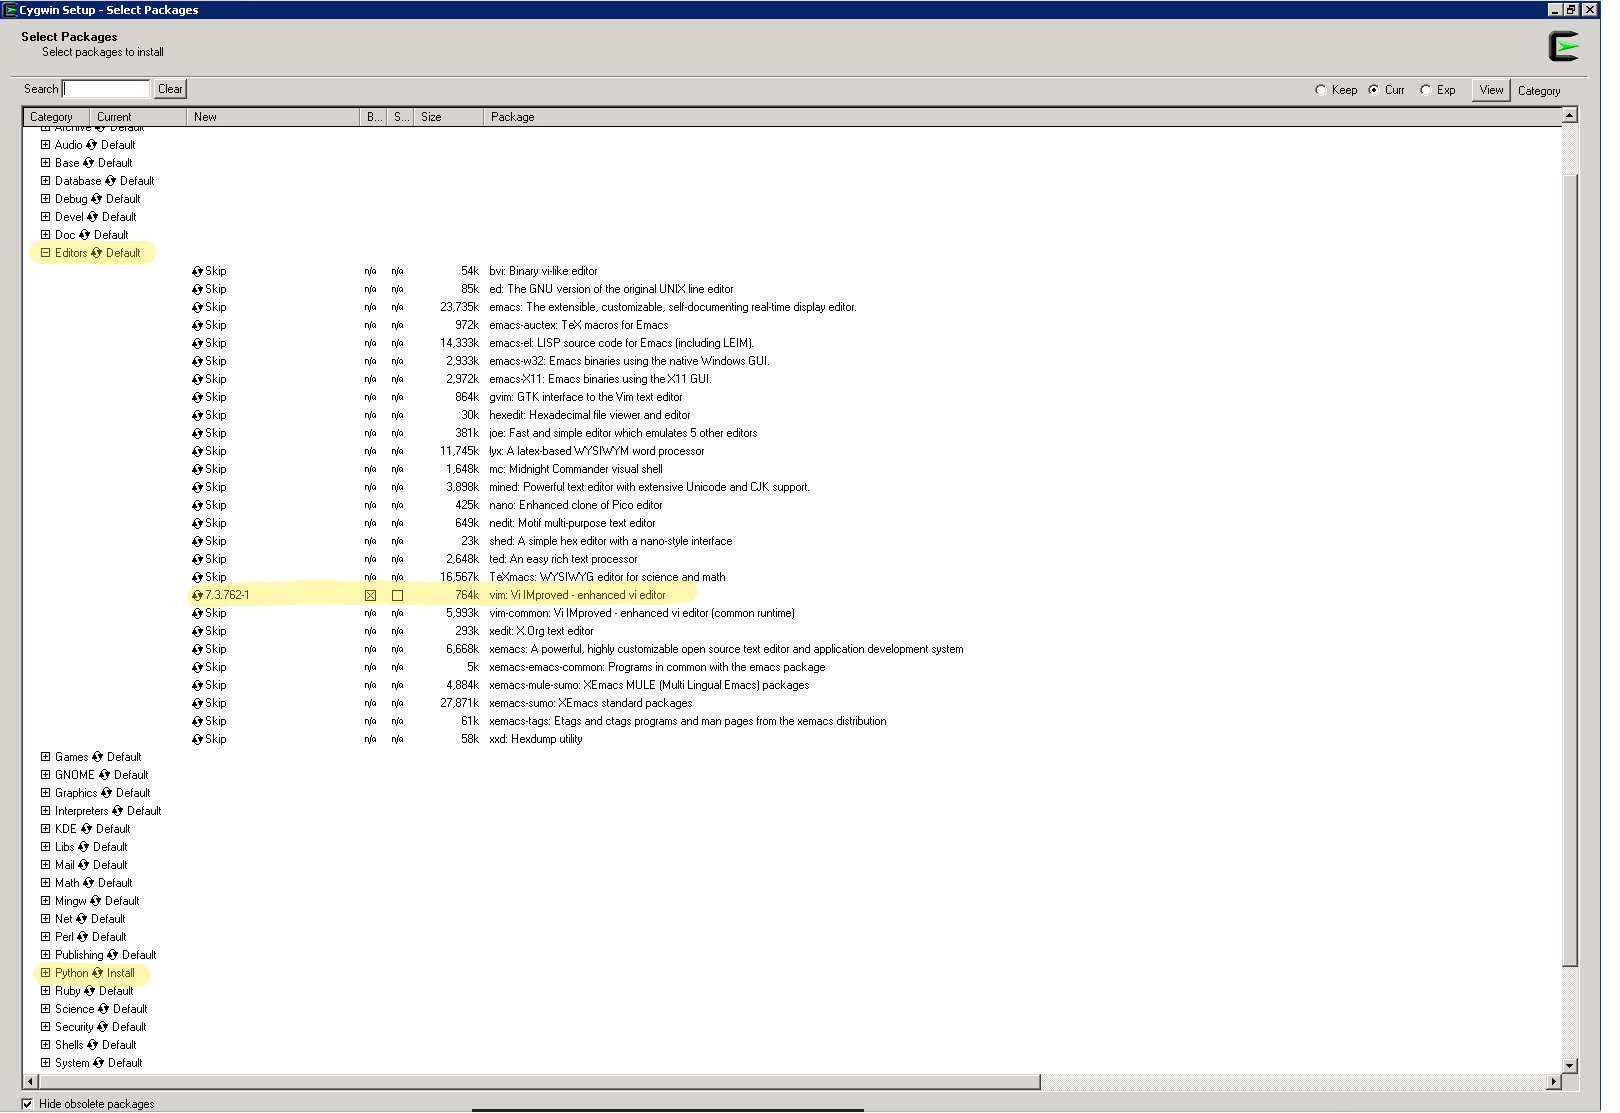 Cygwin Setup - Select Packages
Select Packages
Select packages to install
Search Clear Keep Curr Exp View Category
Category Current New B... S... Size Package
Archive Default
Audio Default
Base Default
Database Default
Debug Default
Devel Default
Doc Default
Editors Default
Skip n/a n/a 54k bvi: Binary vi-like editor
Skip n/a n/a 85k ed: The GNU version of the original UNIX line editor
Skip n/a n/a 23,735k emacs: The extensible, customizable, self-documenting real-time display editor.
Skip n/a n/a 972k emacs-auctex: TeX macros for Emacs
Skip n/a n/a 14,333k emacs-el: LISP source code for Emacs (including LEIM).
Skip n/a n/a 2,933k emacs-w32: Emacs binaries using the native Windows GUI.
Skip n/a n/a 2,972k emacs-X11: Emacs binaries using the X11 GUI.
Skip n/a n/a 864k gvim: GTK interface to the Vim text editor
Skip n/a n/a 30k hexedit: Hexadecimal file viewer and editor
Skip n/a n/a 381k joe: Fast and simple editor which emulates 5 other editors
Skip n/a n/a 11,745k lyx: A latex-based WYSIWYM word processor
Skip n/a n/a 1,648k mc: Midnight Commander visual shell
Skip n/a n/a 3,898k mined: Powerful text editor with extensive Unicode and CJK support.
Skip n/a n/a 425k nano: Enhanced clone of Pico editor
Skip n/a n/a 649k nedit: Motif multi-purpose text editor
Skip n/a n/a 23k shed: A simple hex editor with a nano-style interface
Skip n/a n/a 2,648k ted: An easy rich text processor
Skip n/a n/a 16,567k TeXmacs: WYSIWYG editor for science and math
7.3.762-1 764k vim: Vi IMproved - enhanced vi editor
Skip n/a n/a 5,993k vim-common: Vi IMproved - enhanced vi editor (common runtime)
Skip n/a n/a 293k xedit: X.Org text editor
Skip n/a n/a 6,668k xemacs: A powerful, highly customizable open source text editor and application development system
Skip n/a n/a 5k xemacs-emacs-common: Programs in common with the emacs package
Skip n/a n/a 4,884k xemacs-mule-sumo: XEmacs MULE (Multi Lingual Emacs) packages
Skip n/a n/a 27,871k xemacs-sumo: XEmacs standard packages
Skip n/a n/a 61k xemacs-tags: Etags and ctags programs and man pages from the xemacs distribution
Skip n/a n/a 58k xxd: Hexdump utility
Games Default
GNOME Default
Graphics Default
Interpreters Default
KDE Default
Libs Default
Mail Default
Math Default
Mingw Default
Net Default
Perl Default
Publishing Default
Python Install
Ruby Default
Science Default
Security Default
Shells Default
System Default
Hide obsolete packages